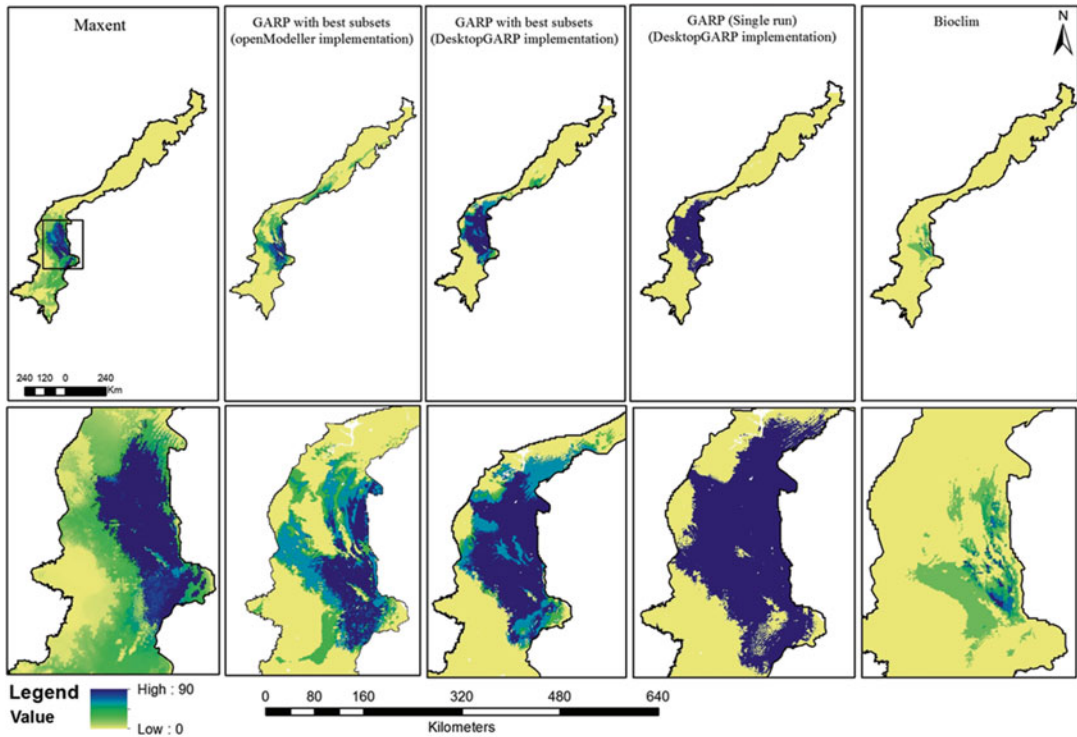 Maxent
GARP with best subsets
(openModeller implementation)
GARP with best subsets
(DesktopGARP implementation)
GARP (Single run)
(DesktopGARP implementation)
Bioclim
N
240 120 0 240
Km
Legend
Value
High : 90
Low : 0
0 80 160 320 480 640
Kilometers